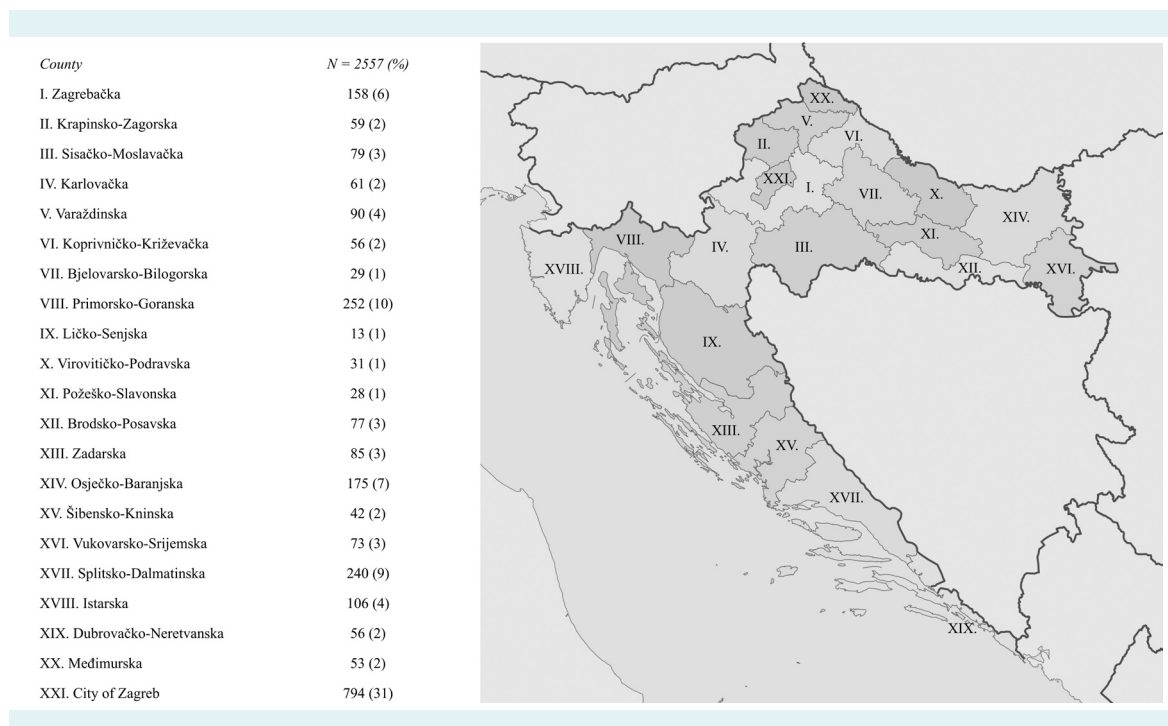 County N = 2557 (%)
I. Zagrebačka 158 (6)
II. Krapinsko-Zagorska 59 (2)
III. Sisačko-Moslavačka 79 (3)
IV. Karlovačka 61 (2)
V. Varaždinska 90 (4)
VI. Koprivničko-Križevačka 56 (2)
VII. Bjelovarsko-Bilogorska 29 (1)
VIII. Primorsko-Goranska 252 (10)
IX. Ličko-Senjska 13 (1)
X. Virovitičko-Podravska 31 (1)
XI. Požeško-Slavonska 28 (1)
XII. Brodsko-Posavska 77 (3)
XIII. Zadarska 85 (3)
XIV. Osječko-Baranjska 175 (7)
XV. Šibensko-Kninska 42 (2)
XVI. Vukovarsko-Srijemska 73 (3)
XVII. Splitsko-Dalmatinska 240 (9)
XVIII. Istarska 106 (4)
XIX. Dubrovačko-Neretvanska 56 (2)
XX. Međimurska 53 (2)
XXI. City of Zagreb 794 (31)
XX.
V.
VI.
II.
XXI.
I.
VII.
X.
XIV.
VIII.
IV.
III.
XI.
XVIII.
XII.
XVI.
IX.
XIII.
XV.
XVII.
XIX.